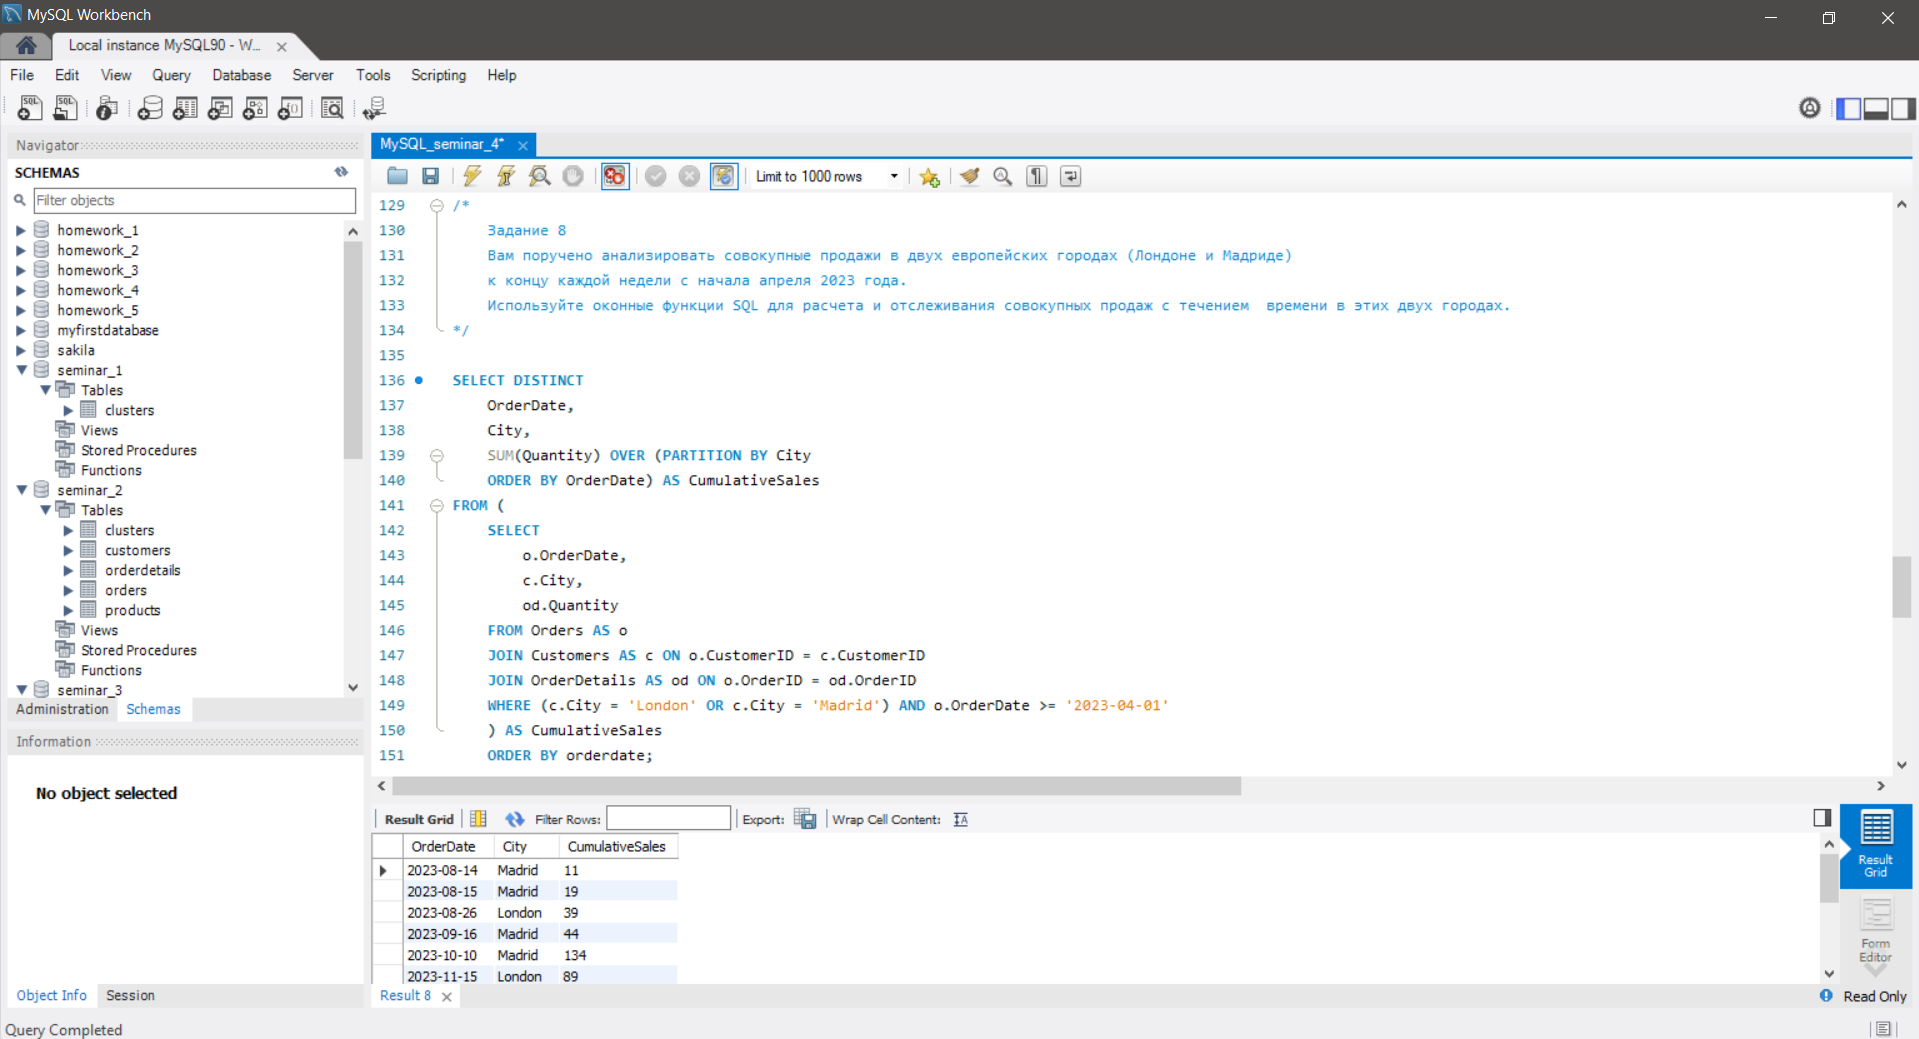 MySQL Workbench
Local instance MySQL90 - W...
File Edit View Query Database Server Tools Scripting Help
Navigator
SCHEMAS
Filter objects
homework_1
homework_2
homework_3
homework_4
homework_5
myfirstdatabase
sakila
seminar_1
Tables
clusters
Views
Stored Procedures
Functions
seminar_2
Tables
clusters
customers
orderdetails
orders
products
Views
Stored Procedures
Functions
seminar_3
Administration Schemas
Information
No object selected
Object Info Session
Query Completed
MySQL_seminar_4*
Limit to 1000 rows
129 /*
130 Задание 8
131 Вам поручено анализировать совокупные продажи в двух европейских городах (Лондоне и Мадриде)
132 к концу каждой недели с начала апреля 2023 года.
133 Используйте оконные функции SQL для расчета и отслеживания совокупных продаж с течением  времени в этих двух городах.
134 */
135
136 SELECT DISTINCT
137 OrderDate,
138 City,
139 SUM(Quantity) OVER (PARTITION BY City
140 ORDER BY OrderDate) AS CumulativeSales
141 FROM (
142 SELECT
143 o.OrderDate,
144 c.City,
145 od.Quantity
146 FROM Orders AS o
147 JOIN Customers AS c ON o.CustomerID = c.CustomerID
148 JOIN OrderDetails AS od ON o.OrderID = od.OrderID
149 WHERE (c.City = 'London' OR c.City = 'Madrid') AND o.OrderDate >= '2023-04-01'
150 ) AS CumulativeSales
151 ORDER BY orderdate;
Result Grid Filter Rows: Export: Wrap Cell Content:
OrderDate City CumulativeSales
2023-08-14 Madrid 11
2023-08-15 Madrid 19
2023-08-26 London 39
2023-09-16 Madrid 44
2023-10-10 Madrid 134
2023-11-15 London 89
Result 8
Result
Grid
Form
Editor
Read Only